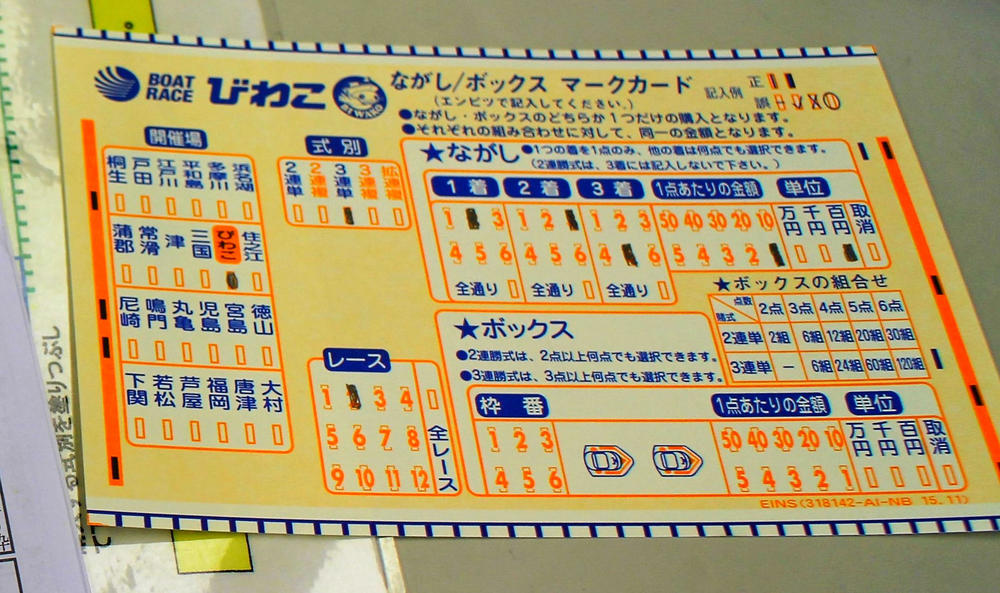 BOAT RACE びわこ
BIWAKO
ながし/ボックス マークカード
(エンピツで記入してください。)
記入例 正 誤
●ながし・ボックスのどちらか1つだけの購入となります。
●それぞれの組み合わせに対して、同一の金額となります。
開催場
桐生 戸田 江戸川 平和島 多摩川 浜名湖
蒲郡 常滑 津 三国 びわこ 住之江
尼崎 鳴門 丸亀 児島 宮島 徳山
下関 若松 芦屋 福岡 唐津 大村
式別
2連単 2連複 3連単 3連複 拡連複
レース
1 3 4
5 6 7 8
9 10 11 12
全レース
★ながし
●1つの着を1点のみ、他の着は何点でも選択できます。
(2連勝式は、3着には記入しないで下さい。)
1着 2着 3着 1点あたりの金額 単位
1 3 1 2 1 2 3 50 40 30 20 10 万円 千円 百円 取消
4 5 6 4 5 6 4 6 5 4 3 2
全通り 全通り 全通り
★ボックスの組合せ
点数 賭式 2点 3点 4点 5点 6点
2連単 2組 6組 12組 20組 30組
3連単 － 6組 24組 60組 120組
★ボックス
●2連勝式は、2点以上何点でも選択できます。
●3連勝式は、3点以上何点でも選択できます。
枠番 1点あたりの金額 単位
1 2 3 50 40 30 20 10 万円 千円 百円 取消
4 5 6 5 4 3 2 1
EINS(318142-AI-NB 15.11)